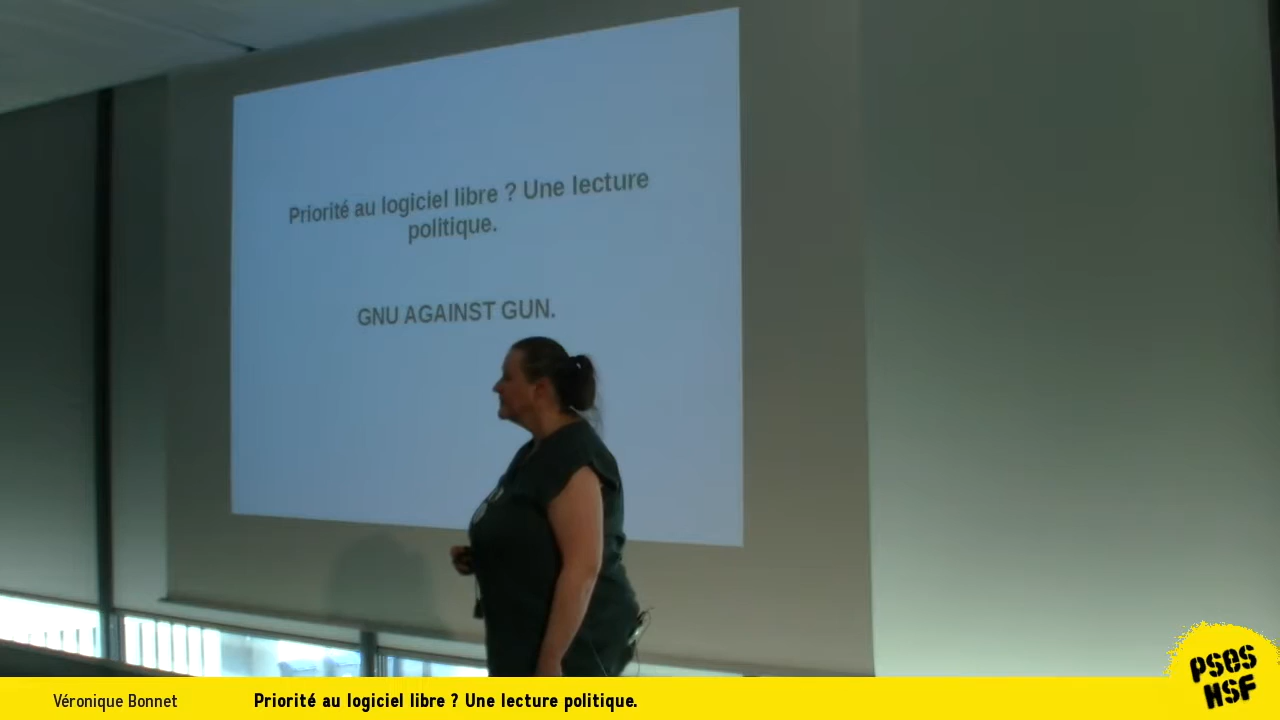 Priorité au logiciel libre ? Une lecture
politique.
GNU AGAINST GUN.
Véronique Bonnet
Priorité au logiciel libre ? Une lecture politique.
PSES
HSF